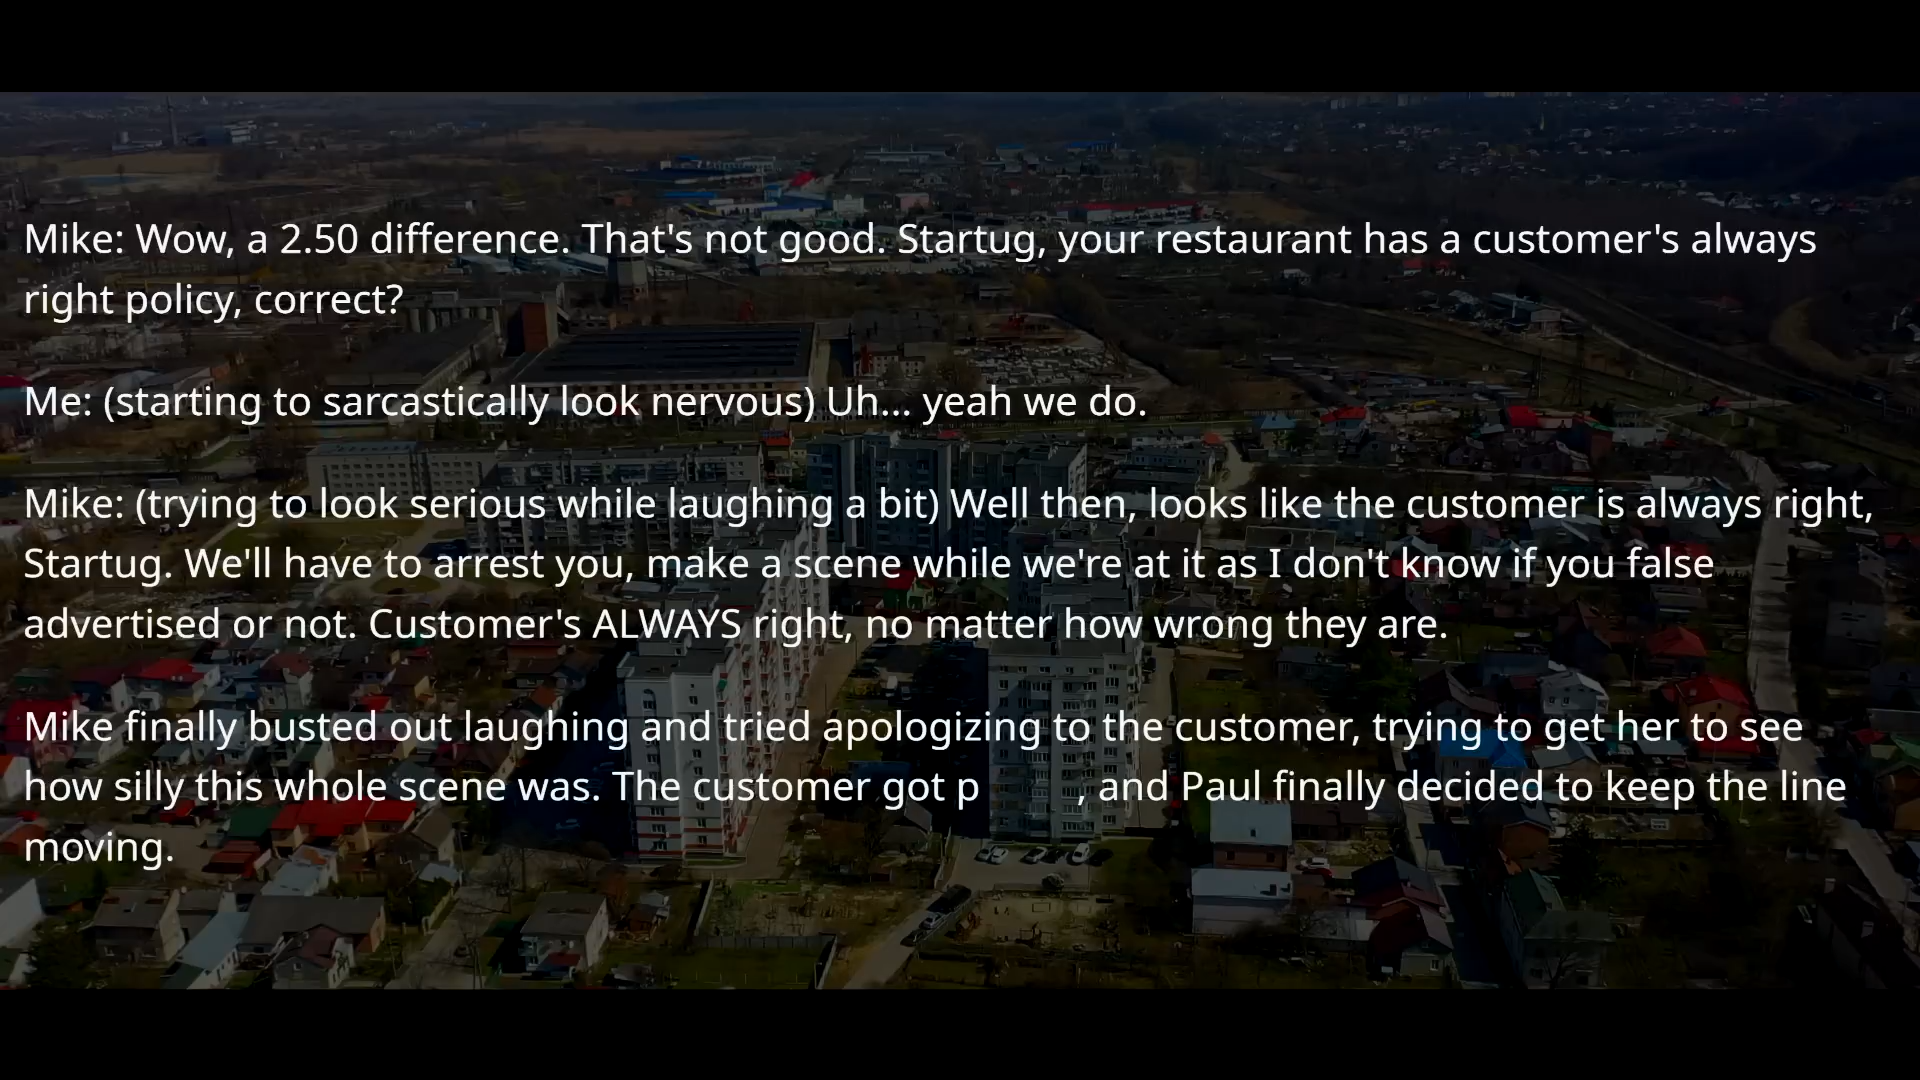 Mike: Wow, a 2.50 difference. That's not good. Startug, your restaurant has a customer's always
right policy, correct?
Me: (starting to sarcastically look nervous) Uh... yeah we do.
Mike: (trying to look serious while laughing a bit) Well then, looks like the customer is always right,
Startug. We'll have to arrest you, make a scene while we're at it as I don't know if you false
advertised or not. Customer's ALWAYS right, no matter how wrong they are.
Mike finally busted out laughing and tried apologizing to the customer, trying to get her to see
how silly this whole scene was. The customer got p , and Paul finally decided to keep the line
moving.